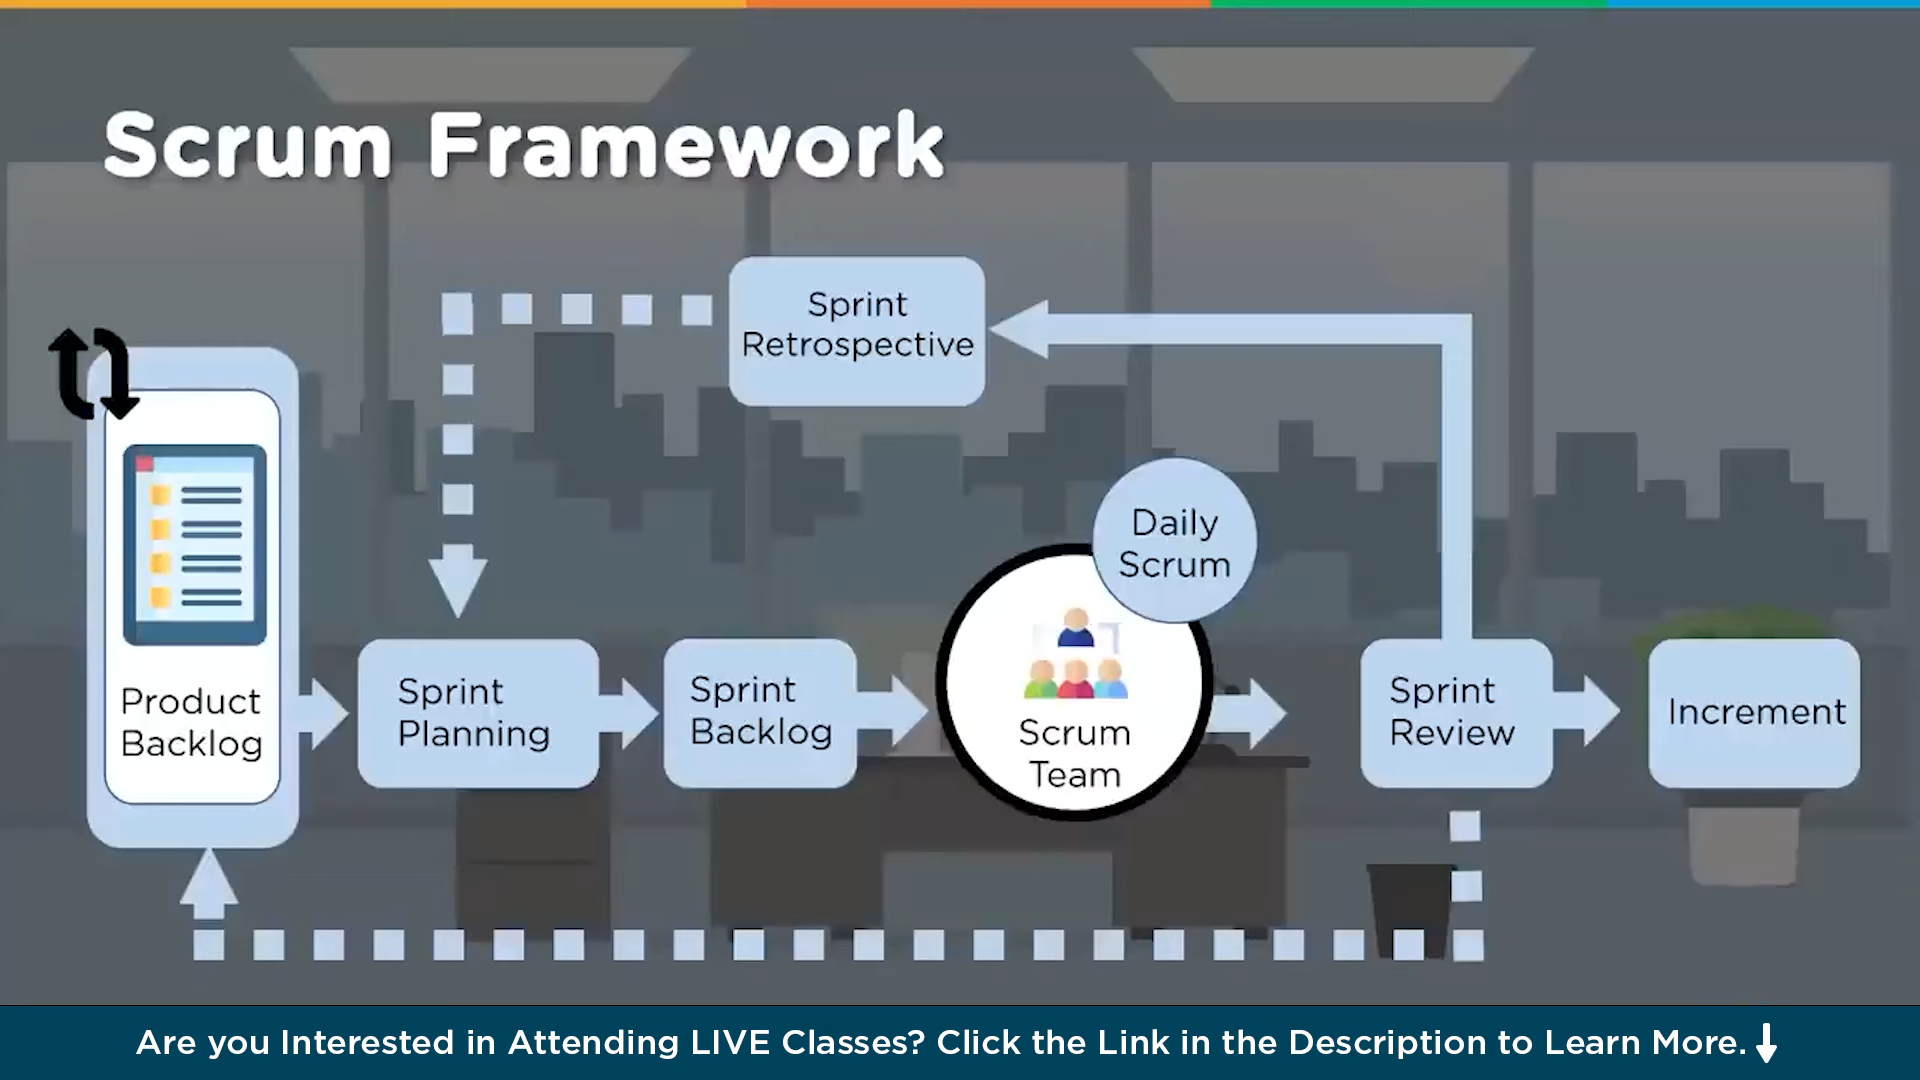 Scrum Framework
Sprint
Retrospective
Daily
Scrum
Product
Backlog
Sprint
Planning
Sprint
Backlog
Scrum
Team
Sprint
Review
Increment
Are you Interested in Attending LIVE Classes? Click the Link in the Description to Learn More.